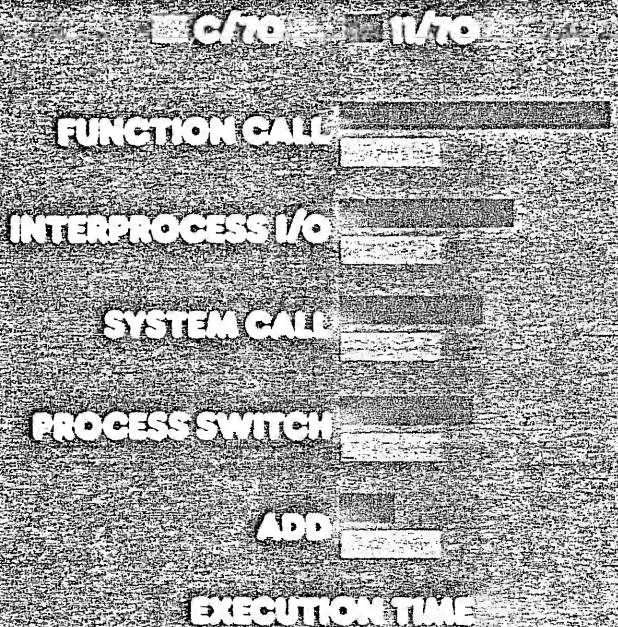 C/70 11/70
FUNCTION CALL
INTERPROCESS I/O
SYSTEM CALL
PROCESS SWITCH
ADD
EXECUTION TIME